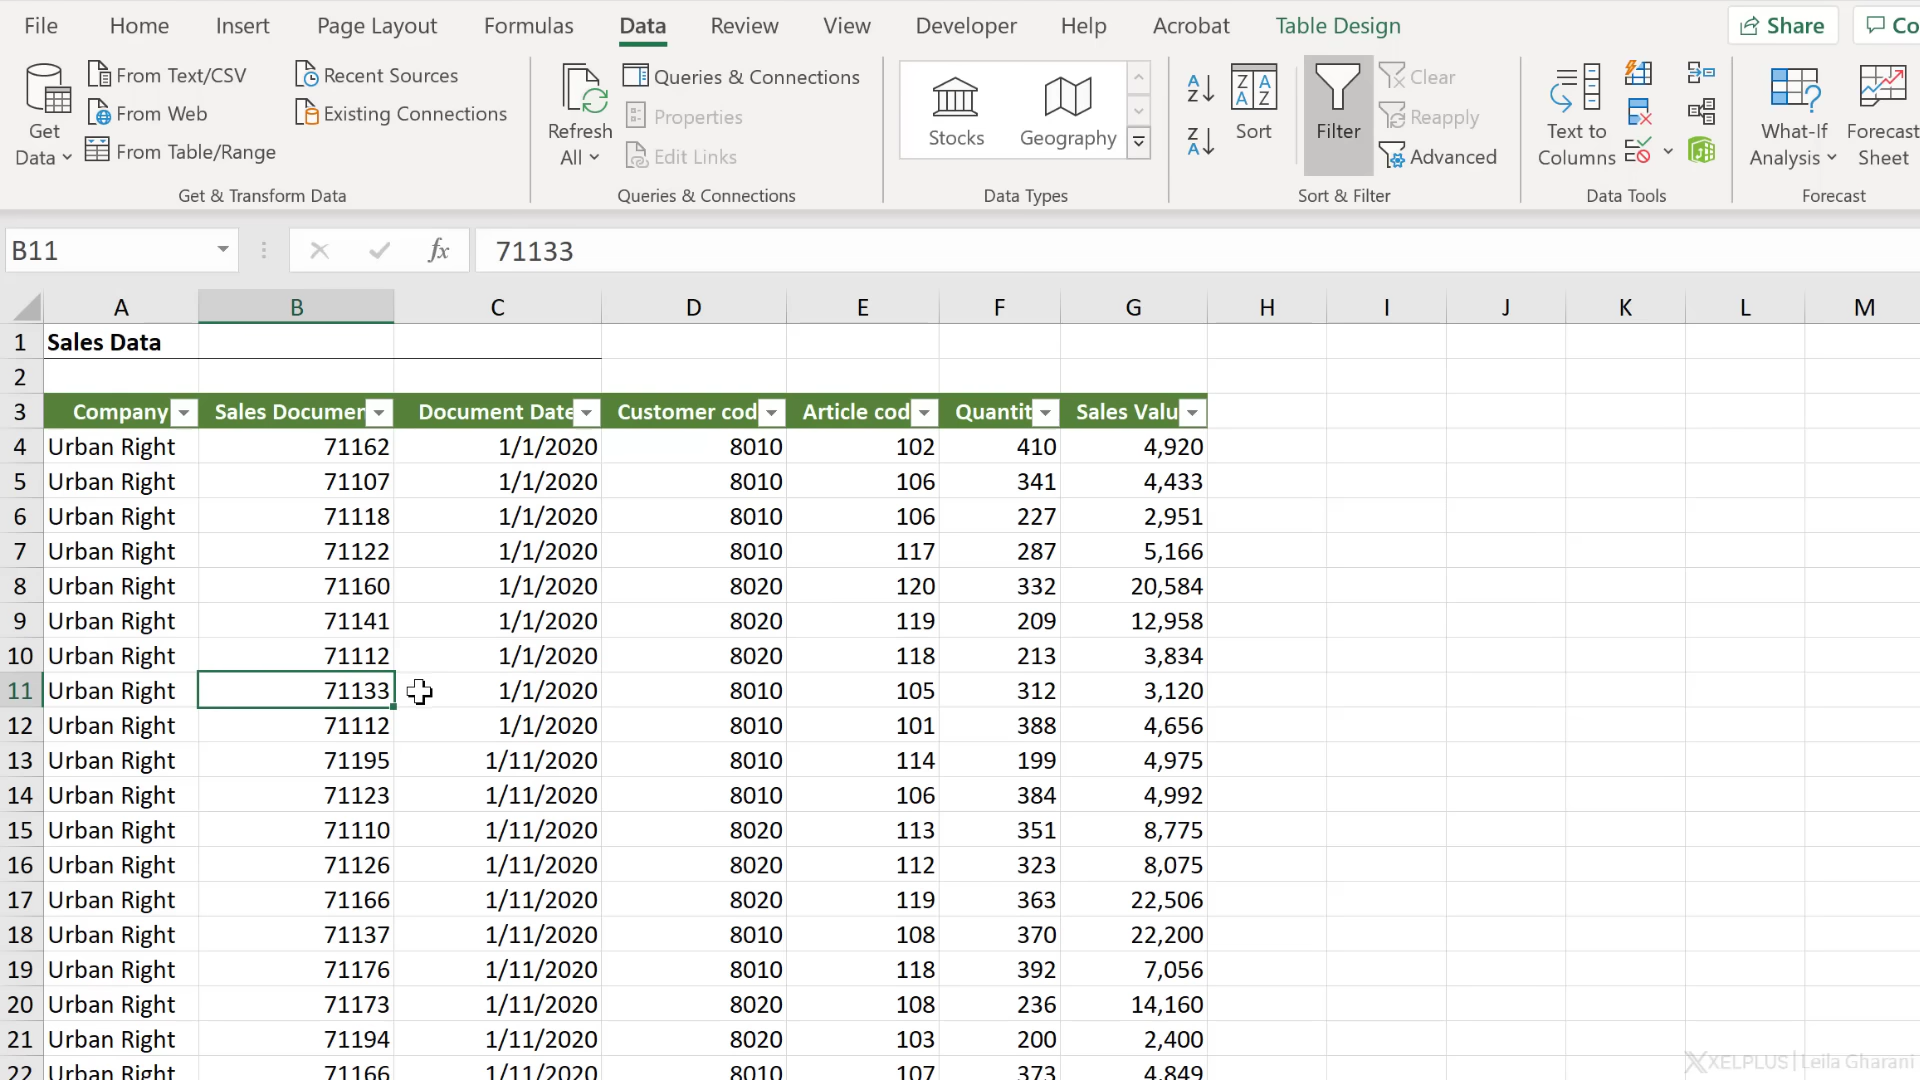 File Home Insert Page Layout Formulas Data Review View Developer Help Acrobat Table Design Share Co
From Text/CSV Recent Sources Queries & Connections Clear
From Web Existing Connections Properties Reapply
Get Data From Table/Range Refresh All Edit Links Stocks Geography Sort Filter Advanced Text to Columns What-If Analysis Forecast Sheet
Get & Transform Data Queries & Connections Data Types Sort & Filter Data Tools Forecast
B11 fx 71133
A B C D E F G H I J K L M
1 Sales Data
2
3 Company Sales Documen Document Date Customer cod Article cod Quantit Sales Valu
4 Urban Right 71162 1/1/2020 8010 102 410 4,920
5 Urban Right 71107 1/1/2020 8010 106 341 4,433
6 Urban Right 71118 1/1/2020 8010 106 227 2,951
7 Urban Right 71122 1/1/2020 8010 117 287 5,166
8 Urban Right 71160 1/1/2020 8020 120 332 20,584
9 Urban Right 71141 1/1/2020 8020 119 209 12,958
10 Urban Right 71112 1/1/2020 8020 118 213 3,834
11 Urban Right 71133 1/1/2020 8010 105 312 3,120
12 Urban Right 71112 1/1/2020 8010 101 388 4,656
13 Urban Right 71195 1/11/2020 8010 114 199 4,975
14 Urban Right 71123 1/11/2020 8010 106 384 4,992
15 Urban Right 71110 1/11/2020 8020 113 351 8,775
16 Urban Right 71126 1/11/2020 8020 112 323 8,075
17 Urban Right 71166 1/11/2020 8020 119 363 22,506
18 Urban Right 71137 1/11/2020 8010 108 370 22,200
19 Urban Right 71176 1/11/2020 8010 118 392 7,056
20 Urban Right 71173 1/11/2020 8020 108 236 14,160
21 Urban Right 71194 1/11/2020 8020 103 200 2,400
22 Urban Right 71166 1/11/2020 8010 107 373 4,849
XELPLUS | Leila Gharani